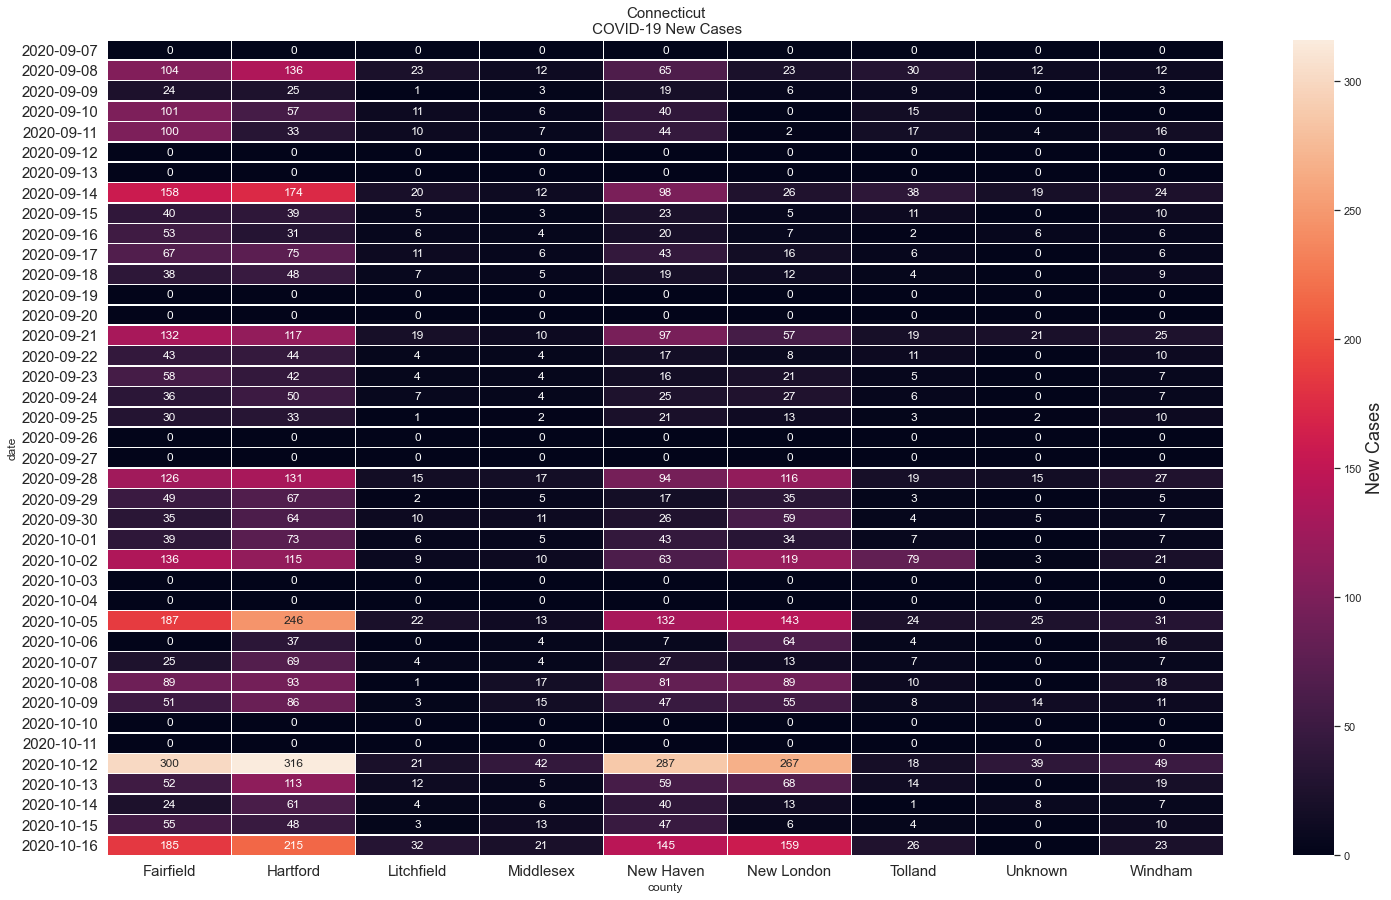 Connecticut
COVID-19 New Cases
2020-09-07 0 0 0 0 0 0 0 0 0
2020-09-08 104 136 23 12 65 23 30 12 12
2020-09-09 24 25 1 3 19 6 9 0 3
2020-09-10 101 57 11 6 40 0 15 0 0
2020-09-11 100 33 10 7 44 2 17 4 16
2020-09-12 0 0 0 0 0 0 0 0 0
2020-09-13 0 0 0 0 0 0 0 0 0
2020-09-14 158 174 20 12 98 26 38 19 24
2020-09-15 40 39 5 3 23 5 11 0 10
2020-09-16 53 31 6 4 20 7 2 6 6
2020-09-17 67 75 11 6 43 16 6 0 6
2020-09-18 38 48 7 5 19 12 4 0 9
2020-09-19 0 0 0 0 0 0 0 0 0
2020-09-20 0 0 0 0 0 0 0 0 0
2020-09-21 132 117 19 10 97 57 19 21 25
2020-09-22 43 44 4 4 17 8 11 0 10
2020-09-23 58 42 4 4 16 21 5 0 7
2020-09-24 36 50 7 4 25 27 6 0 7
2020-09-25 30 33 1 2 21 13 3 2 10
2020-09-26 0 0 0 0 0 0 0 0 0
2020-09-27 0 0 0 0 0 0 0 0 0
2020-09-28 126 131 15 17 94 116 19 15 27
2020-09-29 49 67 2 5 17 35 3 0 5
2020-09-30 35 64 10 11 26 59 4 5 7
2020-10-01 39 73 6 5 43 34 7 0 7
2020-10-02 136 115 9 10 63 119 79 3 21
2020-10-03 0 0 0 0 0 0 0 0 0
2020-10-04 0 0 0 0 0 0 0 0 0
2020-10-05 187 246 22 13 132 143 24 25 31
2020-10-06 0 37 0 4 7 64 4 0 16
2020-10-07 25 69 4 4 27 13 7 0 7
2020-10-08 89 93 1 17 81 89 10 0 18
2020-10-09 51 86 3 15 47 55 8 14 11
2020-10-10 0 0 0 0 0 0 0 0 0
2020-10-11 0 0 0 0 0 0 0 0 0
2020-10-12 300 316 21 42 287 267 18 39 49
2020-10-13 52 113 12 5 59 68 14 0 19
2020-10-14 24 61 4 6 40 13 1 8 7
2020-10-15 55 48 3 13 47 6 4 0 10
2020-10-16 185 215 32 21 145 159 26 0 23
Fairfield Hartford Litchfield Middlesex New Haven New London Tolland Unknown Windham
county
date
300
250
200
150
100
50
0
New Cases